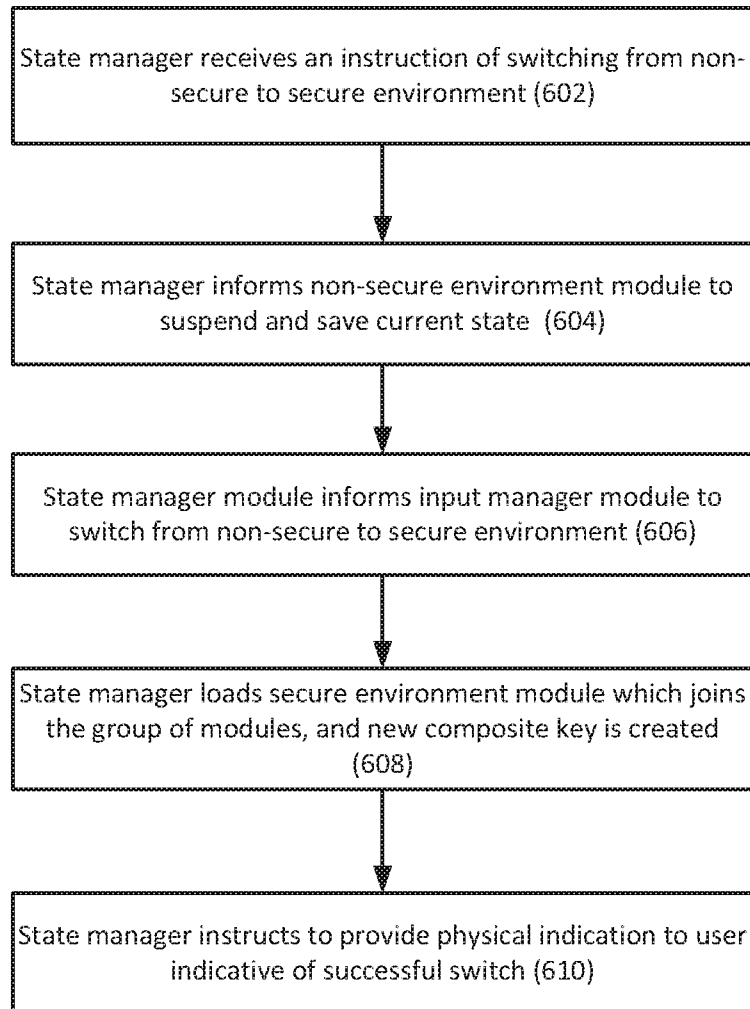 State manager receives an instruction of switching from non-
secure to secure environment (602)
State manager informs non-secure environment module to
suspend and save current state (604)
State manager module informs input manager module to
switch from non-secure to secure environment (606)
State manager loads secure environment module which joins
the group of modules, and new composite key is created
(608)
State manager instructs to provide physical indication to user
indicative of successful switch (610)